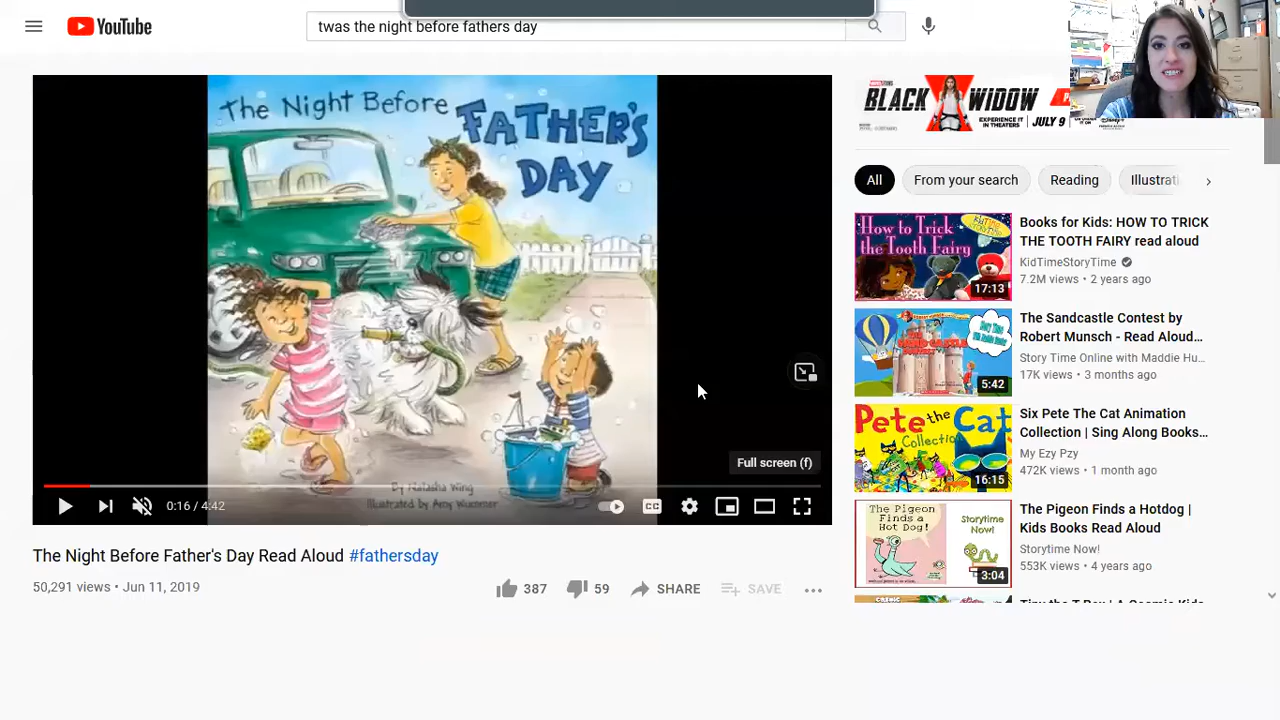 YouTube
twas the night before fathers day
The Night Before
FATHER'S
DAY
By Natasha Wing
Illustrated by Amy Wummer
Full screen (f)
0:16 / 4:42
CC
The Night Before Father's Day Read Aloud #fathersday
50,291 views • Jun 11, 2019
387
59
SHARE
SAVE
MARVEL STUDIOS
BLACK WIDOW
EXPERIENCE IT
IN THEATERS
JULY 9
All
From your search
Reading
Illustrati
How to Trick
the Tooth Fairy
KidTime
StoryTime
17:13
Books for Kids: HOW TO TRICK
THE TOOTH FAIRY read aloud
KidTimeStoryTime
7.2M views • 2 years ago
5:42
The Sandcastle Contest by
Robert Munsch - Read Aloud...
Story Time Online with Maddie Hu...
17K views • 3 months ago
Pete the Cat
Collection
16:15
Six Pete The Cat Animation
Collection | Sing Along Books...
My Ezy Pzy
472K views • 1 month ago
The Pigeon
Finds a
Hot Dog!
Storytime
Now!
3:04
The Pigeon Finds a Hotdog |
Kids Books Read Aloud
Storytime Now!
553K views • 4 years ago